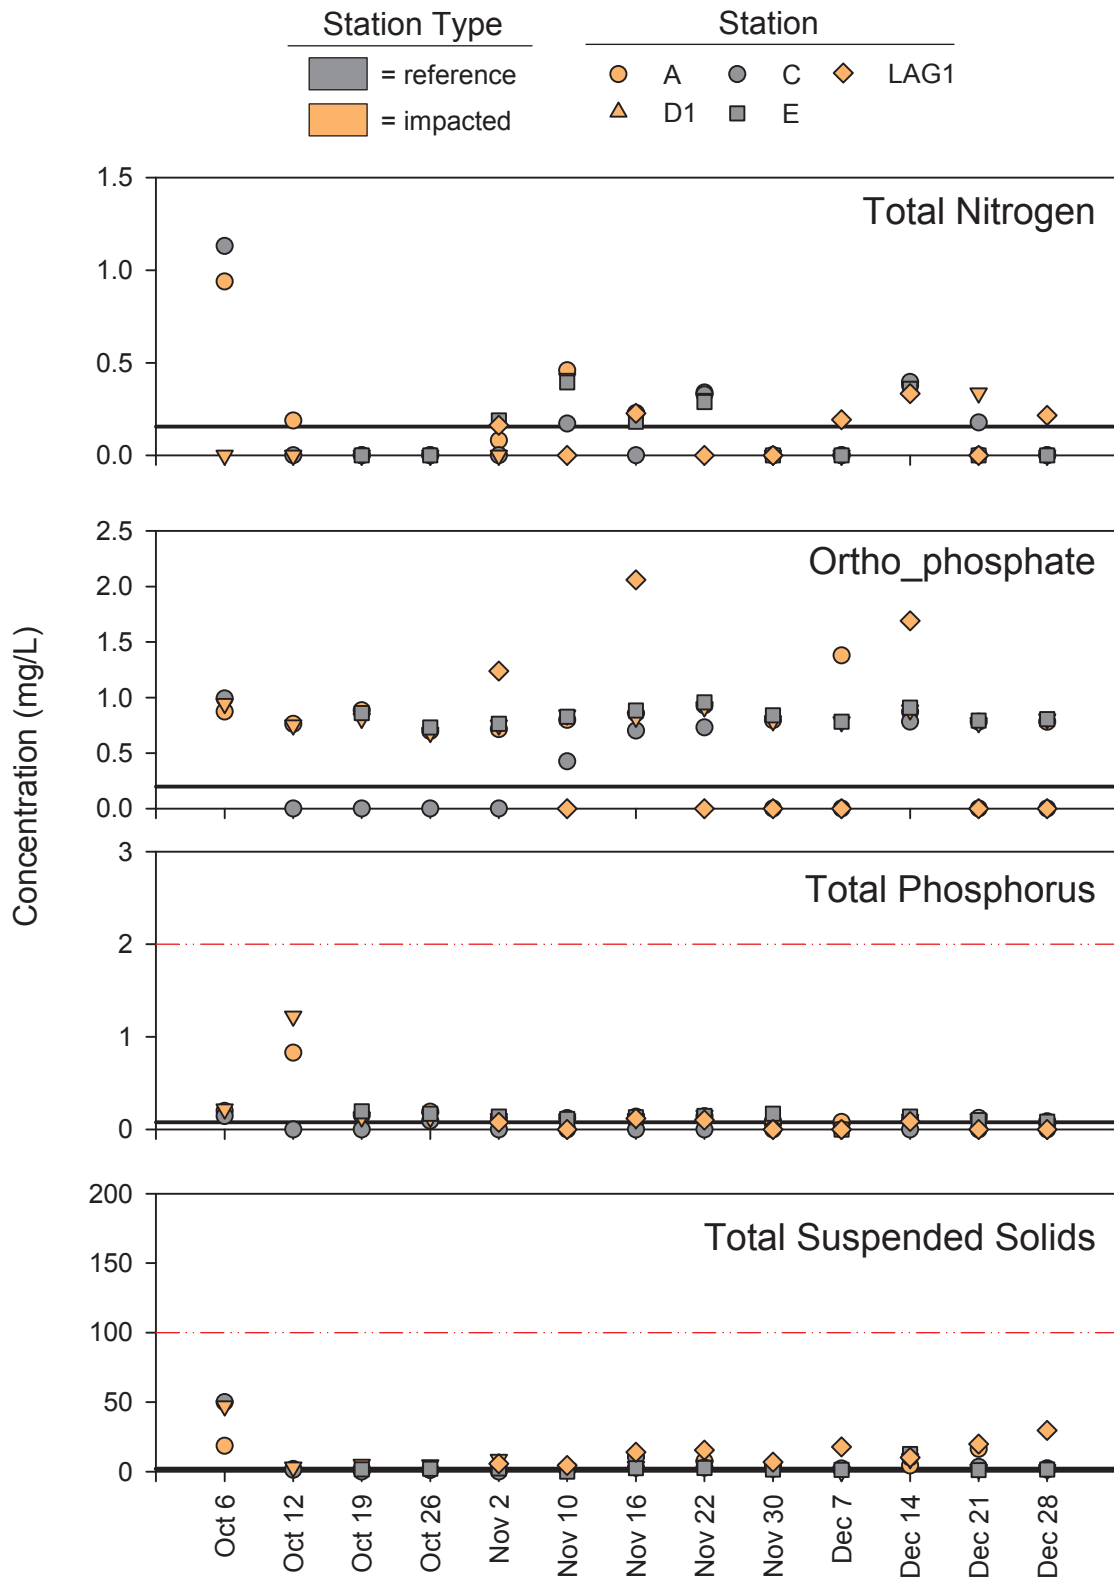 Station Type
Station
= reference
= impacted
A
C
LAG1
D1
E
Concentration (mg/L)
Total Nitrogen
1.5
1.0
0.5
0.0
Ortho_phosphate
2.5
2.0
1.5
1.0
0.5
0.0
Total Phosphorus
3
2
1
0
Total Suspended Solids
200
150
100
50
0
Oct 6
Oct 12
Oct 19
Oct 26
Nov 2
Nov 10
Nov 16
Nov 22
Nov 30
Dec 7
Dec 14
Dec 21
Dec 28